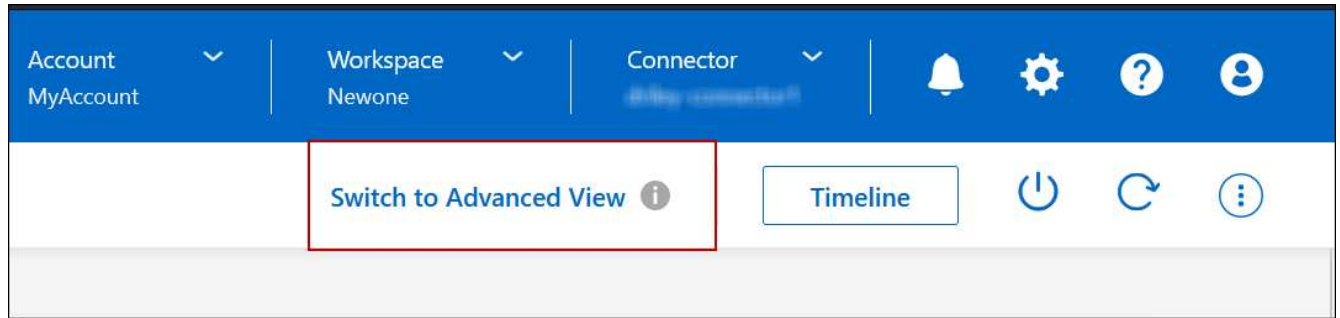 Account
MyAccount
Workspace
Newone
Connector
Switch to Advanced View
Timeline